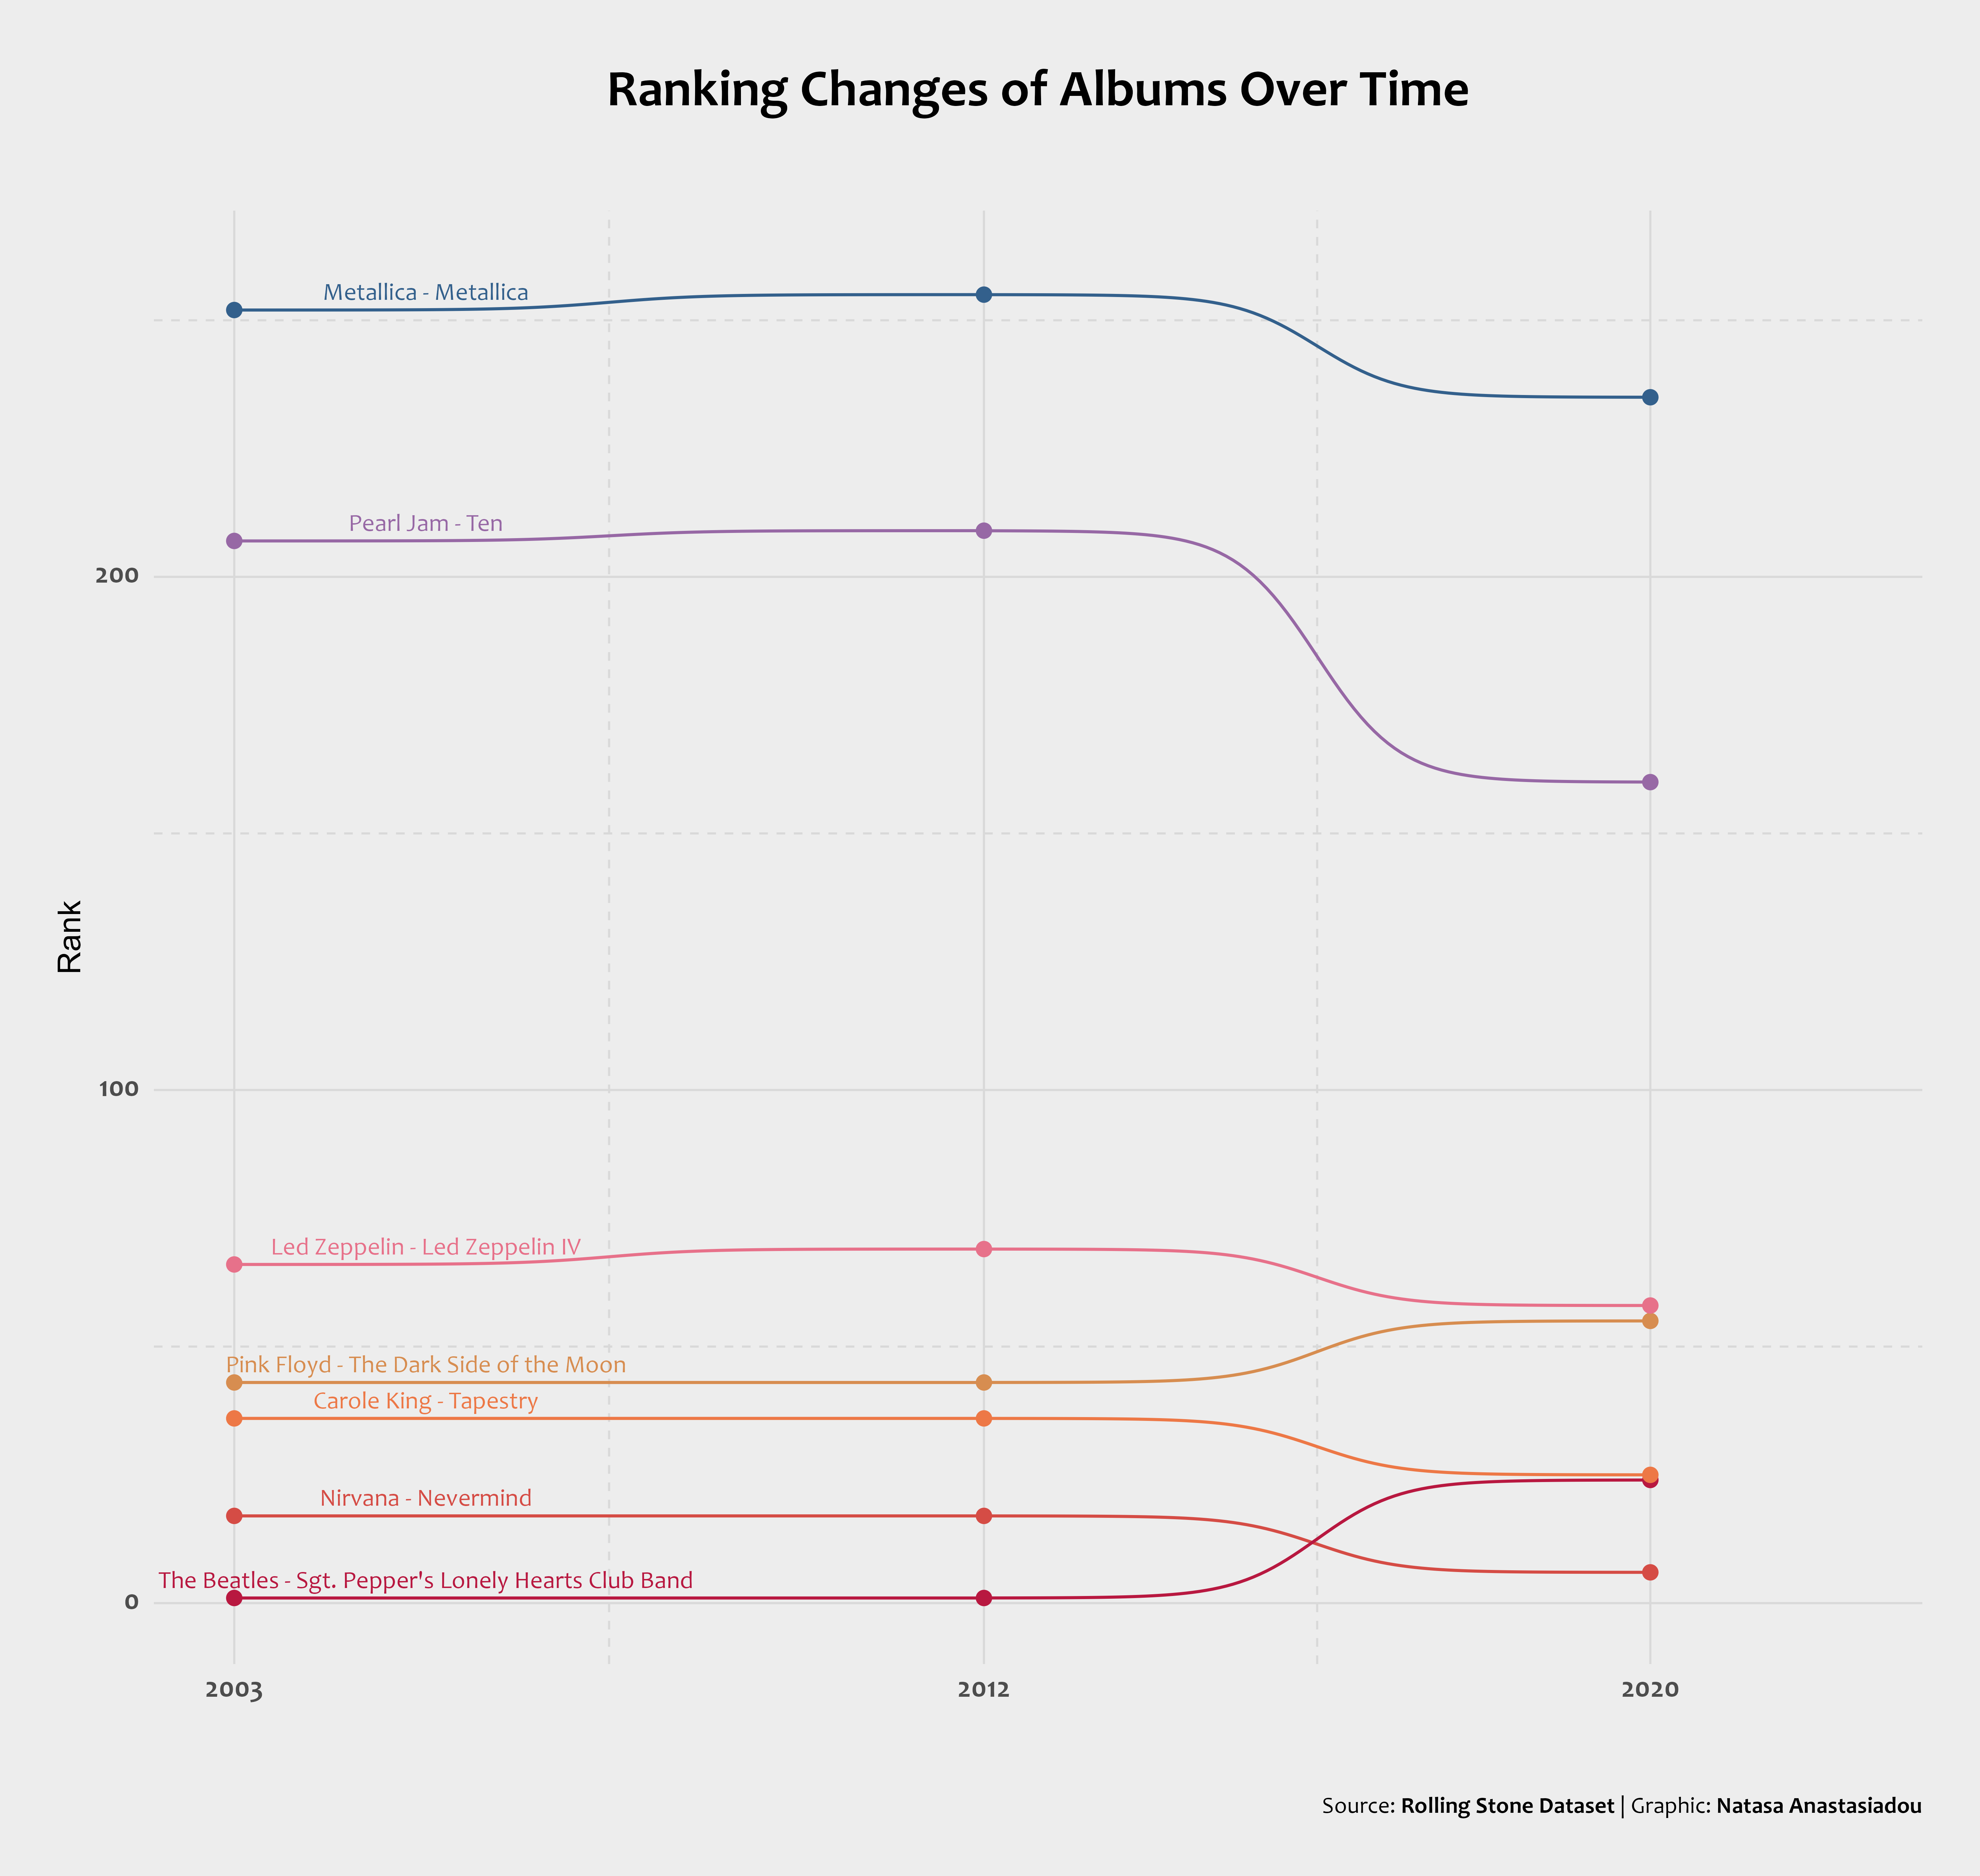 Ranking Changes of Albums Over Time
Metallica - Metallica
Pearl Jam - Ten
200
Rank
100
Led Zeppelin - Led Zeppelin IV
Pink Floyd - The Dark Side of the Moon
Carole King - Tapestry
Nirvana - Nevermind
The Beatles - Sgt. Pepper's Lonely Hearts Club Band
0
2003 2012 2020
Source: Rolling Stone Dataset | Graphic: Natasa Anastasiadou